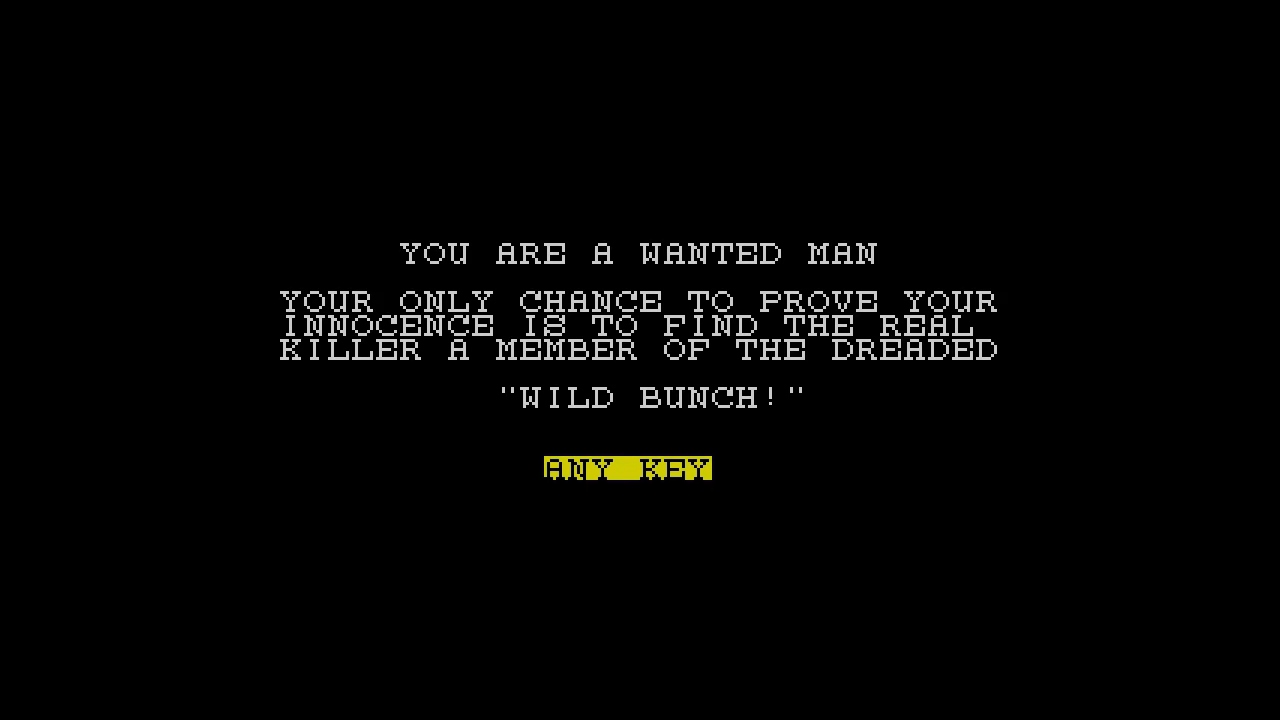 YOU ARE A WANTED MAN
YOUR ONLY CHANCE TO PROVE YOUR
INNOCENCE IS TO FIND THE REAL
KILLER A MEMBER OF THE DREADED
"WILD BUNCH!"
ANY KEY